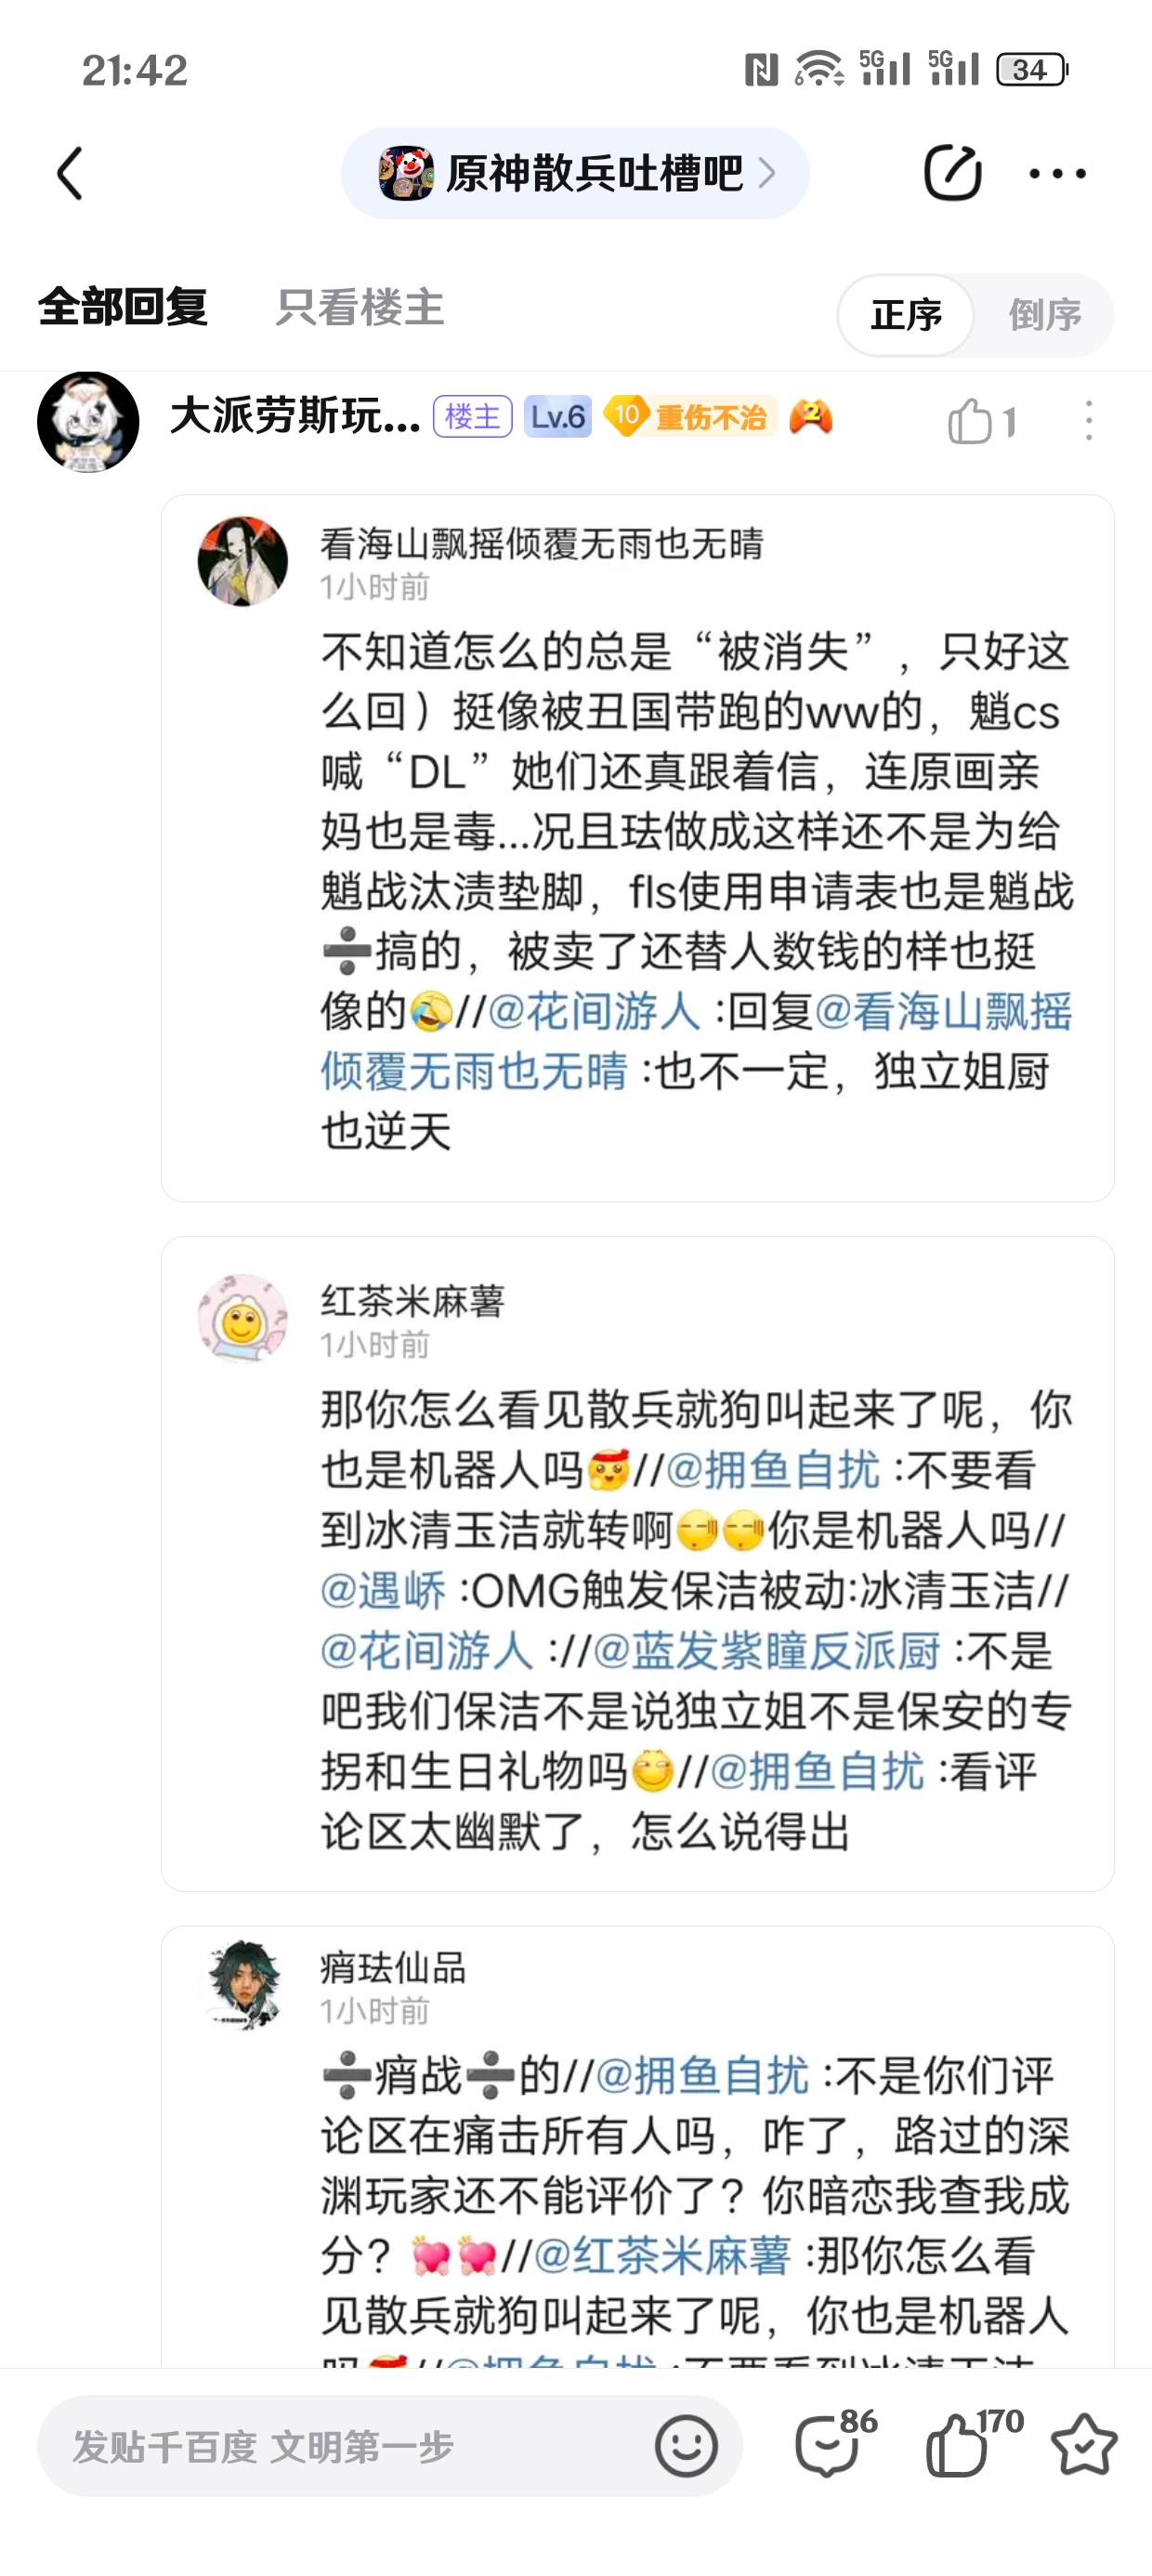 21:42
5G 5G 34
原神散兵吐槽吧
全部回复 只看楼主 正序 倒序
大派劳斯玩... 楼主 Lv.6 10 重伤不治 2 1
看海山飘摇倾覆无雨也无晴
1小时前
不知道怎么的总是“被消失”，只好这
么回）挺像被丑国带跑的ww的，魈cs
喊“DL”她们还真跟着信，连原画亲
妈也是毒...况且珐做成这样还不是为给
魈战汰渍垫脚，fls使用申请表也是魈战
➗搞的，被卖了还替人数钱的样也挺
像的🤣//@花间游人 :回复@看海山飘摇
倾覆无雨也无晴 :也不一定，独立姐厨
也逆天
红茶米麻薯
1小时前
那你怎么看见散兵就狗叫起来了呢，你
也是机器人吗//@拥鱼自扰 :不要看
到冰清玉洁就转啊你是机器人吗//
@遇峤 :OMG触发保洁被动:冰清玉洁//
@花间游人 ://@蓝发紫瞳反派厨 :不是
吧我们保洁不是说独立姐不是保安的专
拐和生日礼物吗//@拥鱼自扰 :看评
论区太幽默了，怎么说得出
痟珐仙品
1小时前
➗痟战➗的//@拥鱼自扰 :不是你们评
论区在痛击所有人吗，咋了，路过的深
渊玩家还不能评价了？你暗恋我查我成
分？💘💘//@红茶米麻薯 :那你怎么看
见散兵就狗叫起来了呢，你也是机器人
吗//@拥鱼自扰 :不要看到冰清玉洁
发贴千百度 文明第一步
86 170